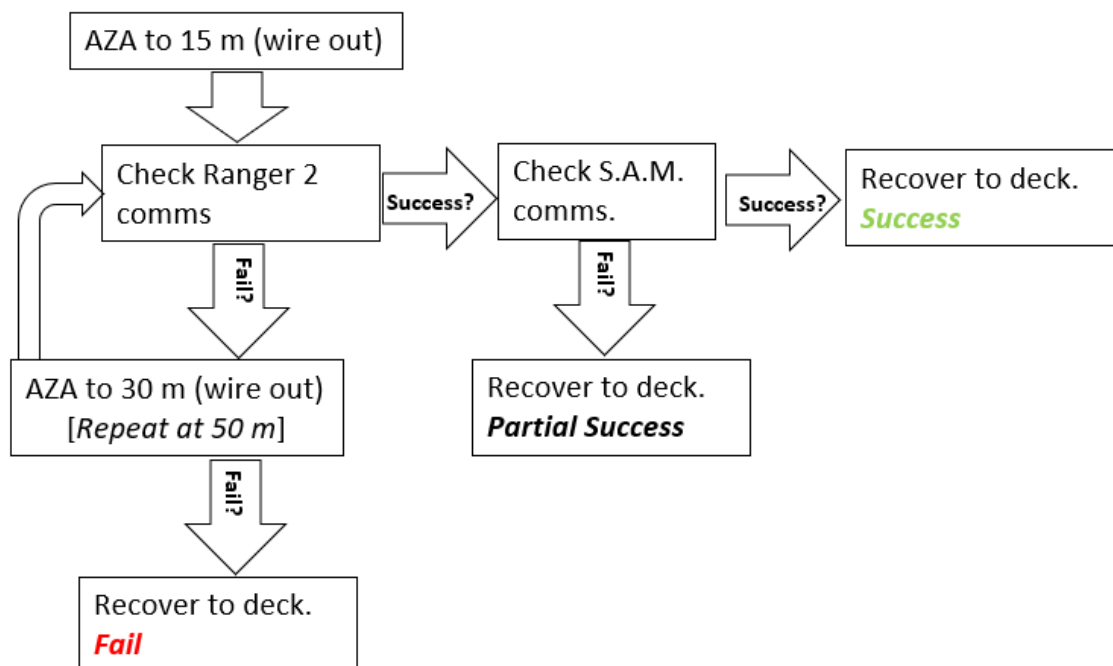 AZA to 15 m (wire out)
Check Ranger 2
comms
Success?
Check S.A.M.
comms.
Success?
Recover to deck.
Success
Fail?
Fail?
AZA to 30 m (wire out)
[Repeat at 50 m]
Recover to deck.
Partial Success
Fail?
Recover to deck.
Fail